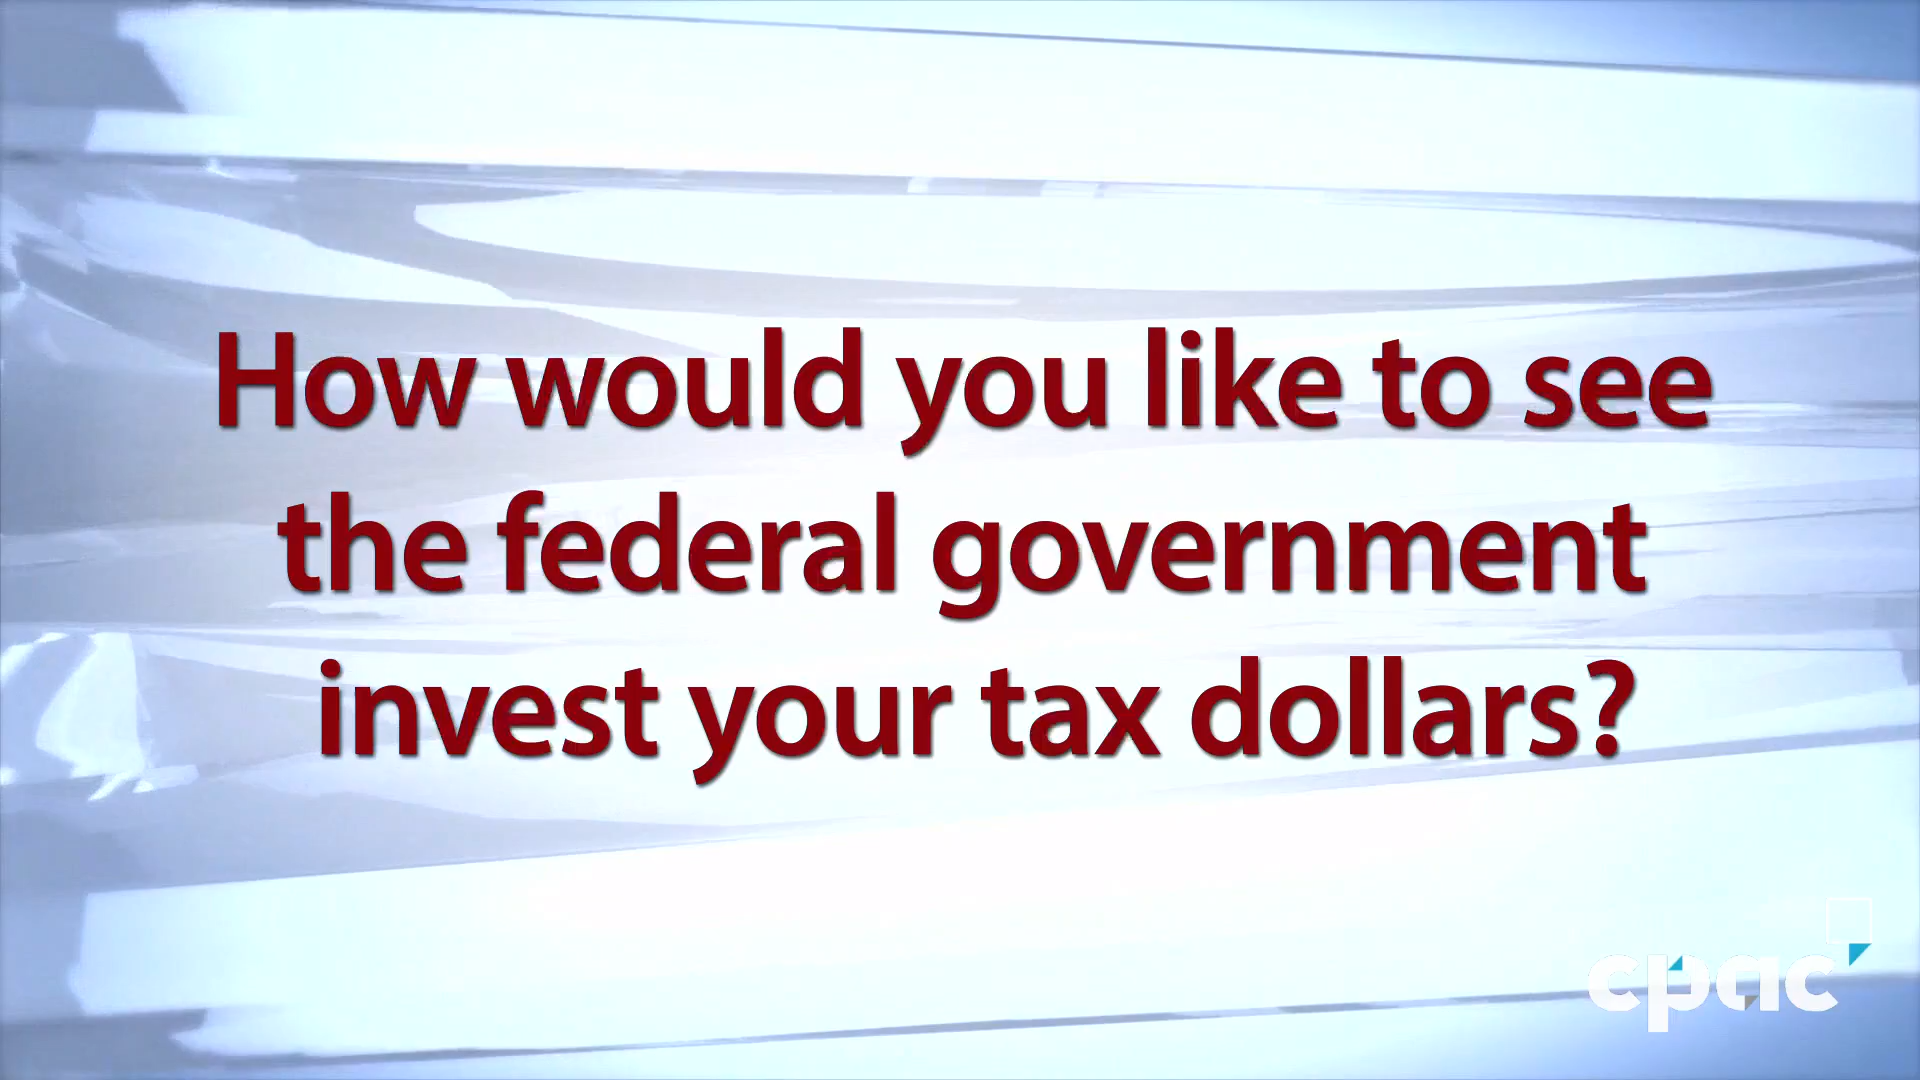 How would you like to see
the federal government
invest your tax dollars?
cpac